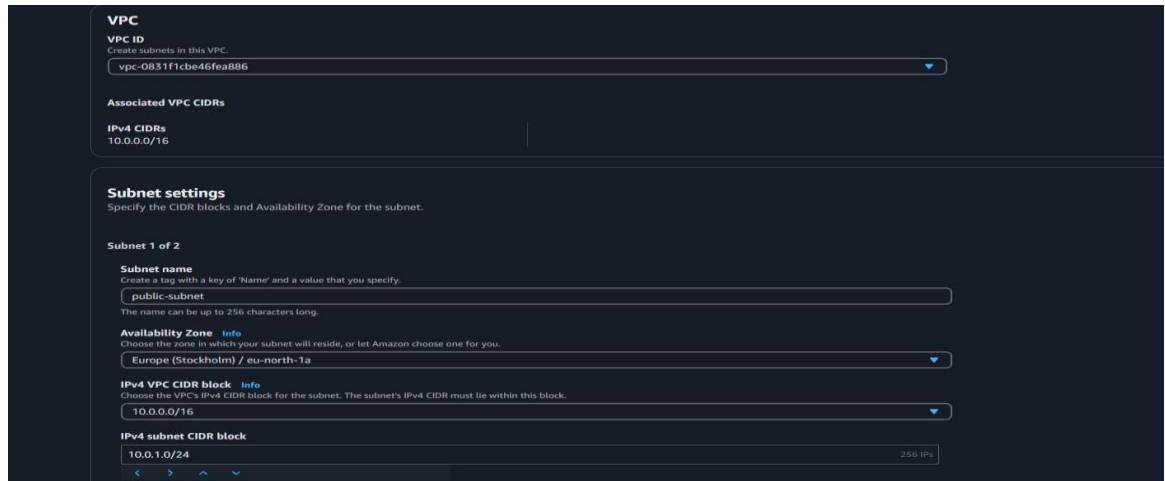 VPC
VPC ID
Create subnets in this VPC.
vpc-0831f1cbe46fea886
Associated VPC CIDRs
IPv4 CIDRs
10.0.0.0/16
Subnet settings
Specify the CIDR blocks and Availability Zone for the subnet.
Subnet 1 of 2
Subnet name
Create a tag with a key of 'Name' and a value that you specify.
public-subnet
The name can be up to 256 characters long.
Availability Zone Info
Choose the zone in which your subnet will reside, or let Amazon choose one for you.
Europe (Stockholm) / eu-north-1a
IPv4 VPC CIDR block Info
Choose the VPC's IPv4 CIDR block for the subnet. The subnet's IPv4 CIDR must lie within this block.
10.0.0.0/16
IPv4 subnet CIDR block
10.0.1.0/24 256 IPs